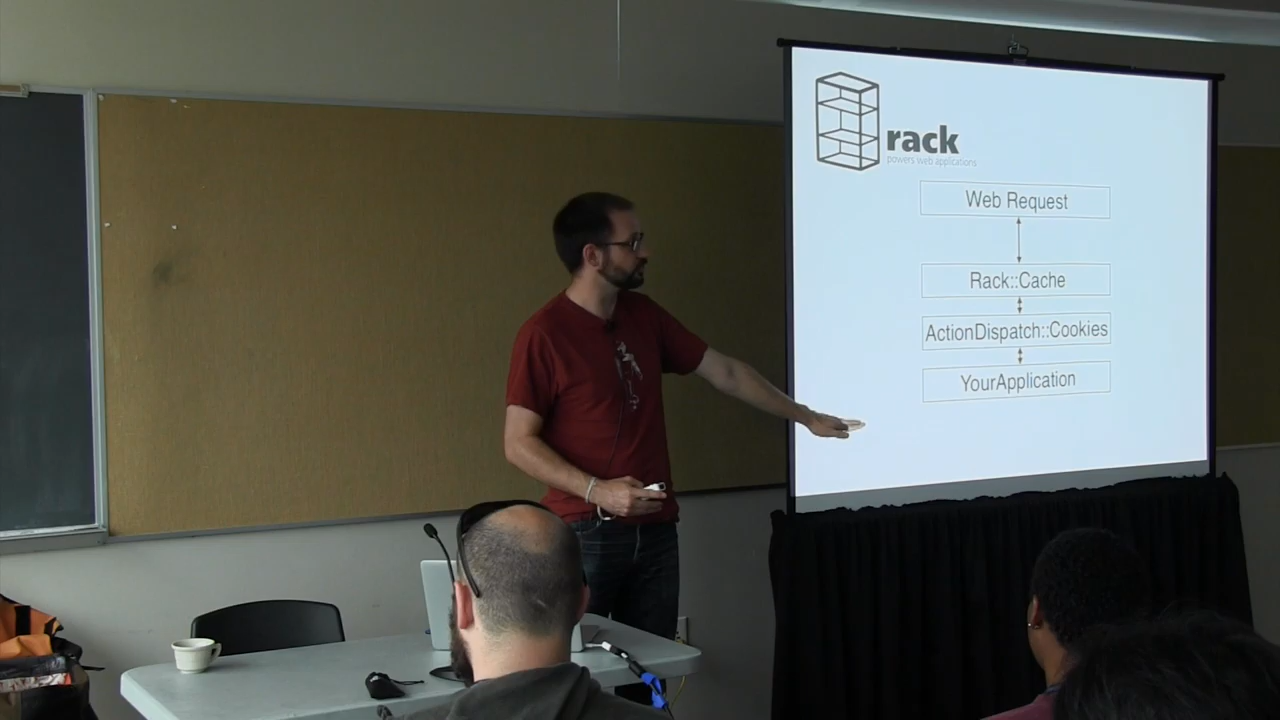 rack
powers web applications
Web Request
Rack::Cache
ActionDispatch::Cookies
YourApplication